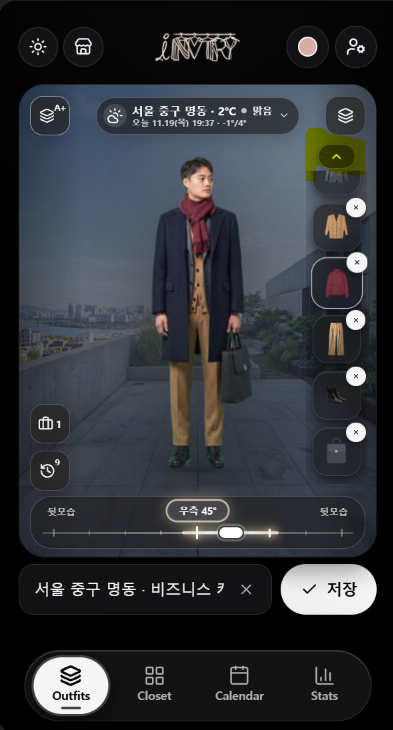 iNVTRY
A+
서울 중구 명동 · 2°C 맑음
오늘 11.19(목) 19:37 · -1°/4°
1
9
뒷모습
우측 45°
뒷모습
서울 중구 명동 · 비즈니스
저장
Outfits
Closet
Calendar
Stats